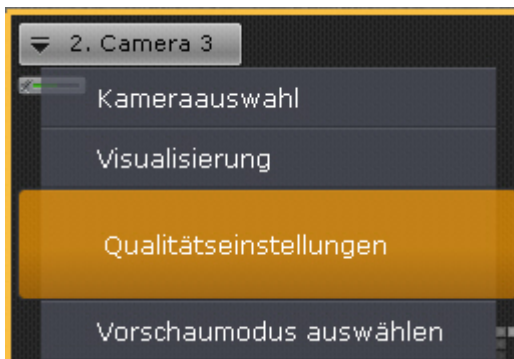 2. Camera 3
Kameraauswahl
Visualisierung
Qualitätseinstellungen
Vorschaumodus auswählen